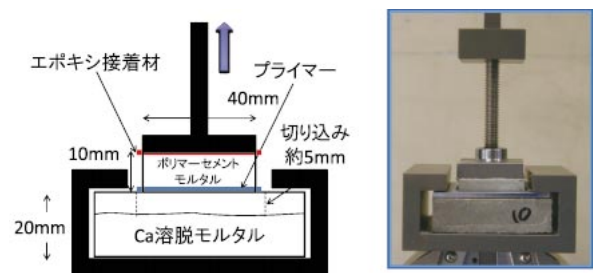 エポキシ接着材
プライマー
40mm
切り込み
約5mm
10mm
ポリマーセメント
モルタル
20mm
Ca溶脱モルタル
10